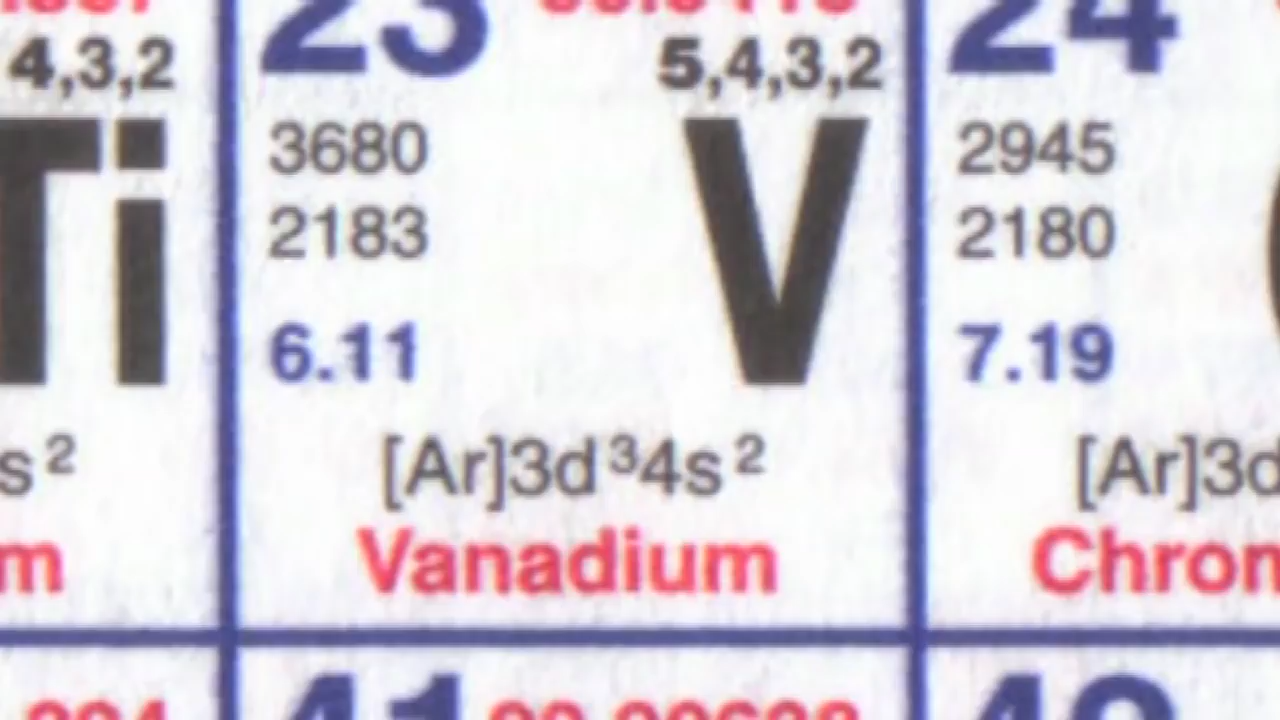 23
24
4,3,2
5,4,3,2
Ti
3680
V
2945
2183
2180
6.11
7.19
s²
[Ar]3d³4s²
[Ar]3d
Vanadium
41